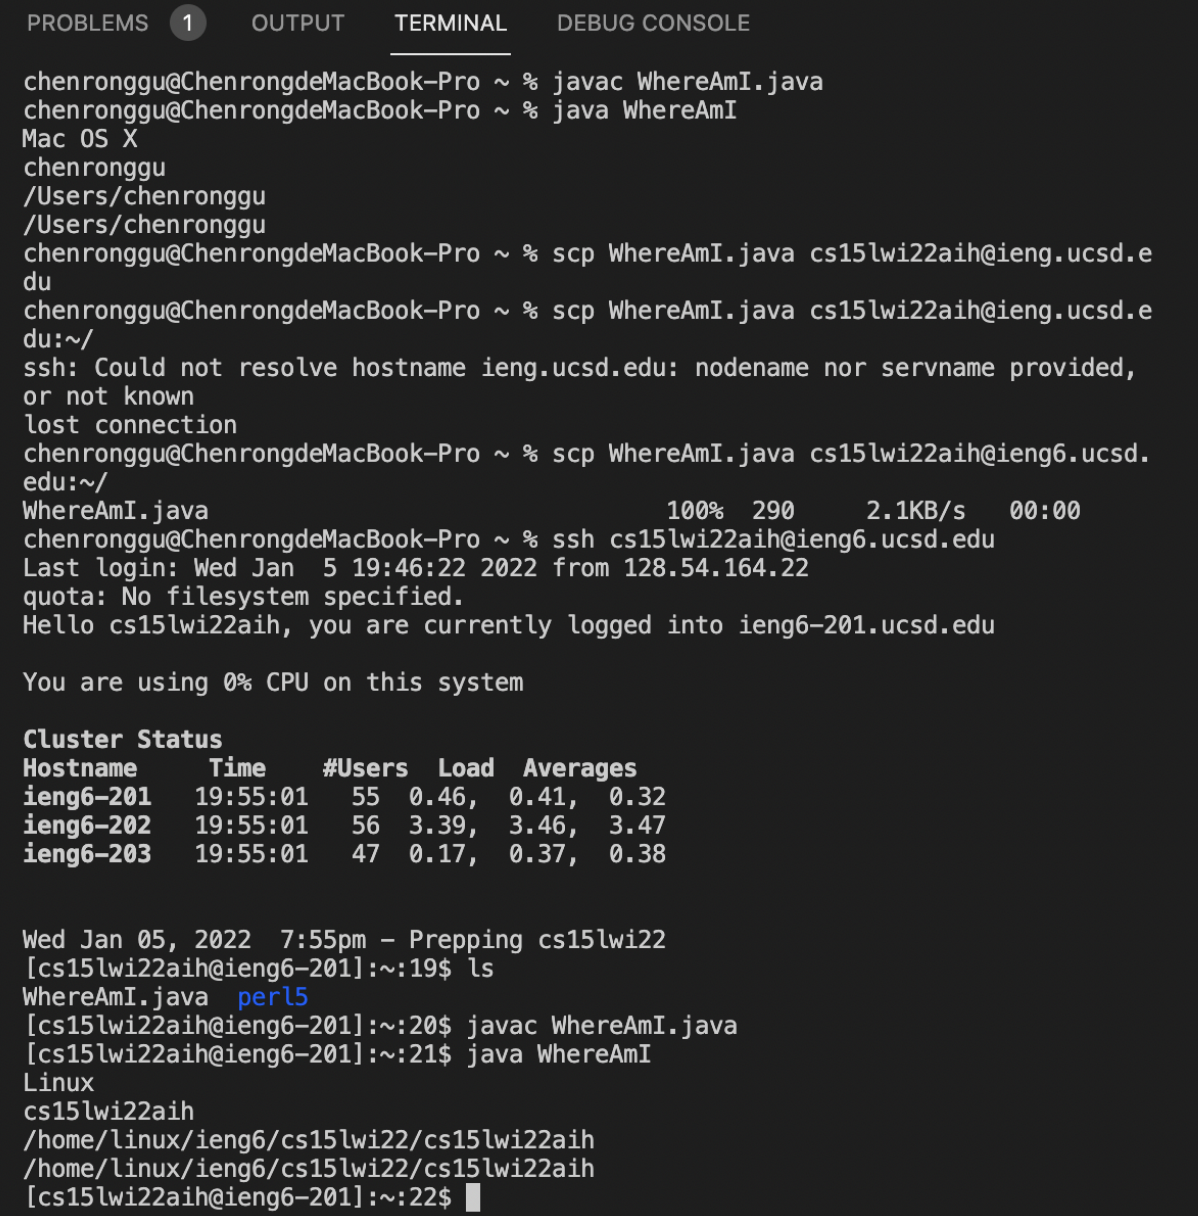 PROBLEMS 1 OUTPUT TERMINAL DEBUG CONSOLE
chenronggu@ChenrongdeMacBook-Pro ~ % javac WhereAmI.java
chenronggu@ChenrongdeMacBook-Pro ~ % java WhereAmI
Mac OS X
chenronggu
/Users/chenronggu
/Users/chenronggu
chenronggu@ChenrongdeMacBook-Pro ~ % scp WhereAmI.java cs15lwi22aih@ieng.ucsd.e
du
chenronggu@ChenrongdeMacBook-Pro ~ % scp WhereAmI.java cs15lwi22aih@ieng.ucsd.e
du:~/
ssh: Could not resolve hostname ieng.ucsd.edu: nodename nor servname provided,
or not known
lost connection
chenronggu@ChenrongdeMacBook-Pro ~ % scp WhereAmI.java cs15lwi22aih@ieng6.ucsd.
edu:~/
WhereAmI.java 100% 290 2.1KB/s 00:00
chenronggu@ChenrongdeMacBook-Pro ~ % ssh cs15lwi22aih@ieng6.ucsd.edu
Last login: Wed Jan  5 19:46:22 2022 from 128.54.164.22
quota: No filesystem specified.
Hello cs15lwi22aih, you are currently logged into ieng6-201.ucsd.edu
You are using 0% CPU on this system
Cluster Status
Hostname Time #Users Load Averages
ieng6-201 19:55:01 55 0.46, 0.41, 0.32
ieng6-202 19:55:01 56 3.39, 3.46, 3.47
ieng6-203 19:55:01 47 0.17, 0.37, 0.38
Wed Jan 05, 2022  7:55pm - Prepping cs15lwi22
[cs15lwi22aih@ieng6-201]:~:19$ ls
WhereAmI.java  perl5
[cs15lwi22aih@ieng6-201]:~:20$ javac WhereAmI.java
[cs15lwi22aih@ieng6-201]:~:21$ java WhereAmI
Linux
cs15lwi22aih
/home/linux/ieng6/cs15lwi22/cs15lwi22aih
/home/linux/ieng6/cs15lwi22/cs15lwi22aih
[cs15lwi22aih@ieng6-201]:~:22$